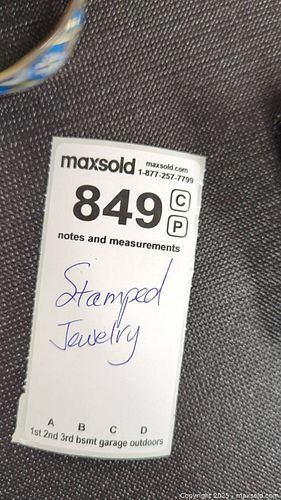 maxsold maxsold.com
1-877-257-7799
849 C
P
notes and measurements
Stamped
Jewelry
A B C D
1st 2nd 3rd bsmt garage outdoors
Copyright 2025 - maxsold.com